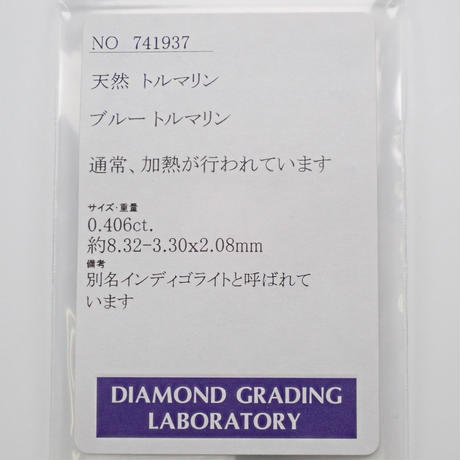 NO 741937
天然 トルマリン
ブルー トルマリン
通常、加熱が行われています
サイズ・重量
0.406ct.
約8.32-3.30x2.08mm
備考
別名インディゴライトと呼ばれて
います
DIAMOND GRADING
LABORATORY